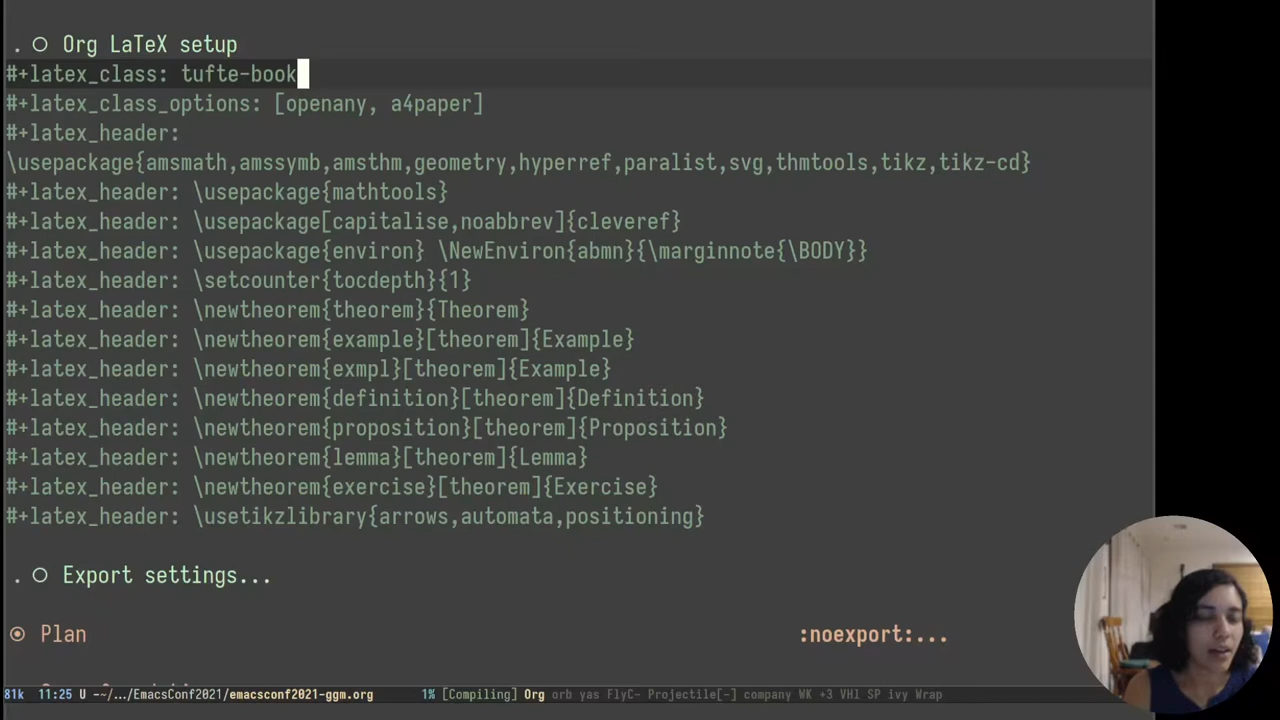 . ○ Org LaTeX setup
#+latex_class: tufte-book
#+latex_class_options: [openany, a4paper]
#+latex_header:
\usepackage{amsmath,amssymb,amsthm,geometry,hyperref,paralist,svg,thmtools,tikz,tikz-cd}
#+latex_header: \usepackage{mathtools}
#+latex_header: \usepackage[capitalise,noabbrev]{cleveref}
#+latex_header: \usepackage{environ} \NewEnviron{abmn}{\marginnote{\BODY}}
#+latex_header: \setcounter{tocdepth}{1}
#+latex_header: \newtheorem{theorem}{Theorem}
#+latex_header: \newtheorem{example}[theorem]{Example}
#+latex_header: \newtheorem{exmpl}[theorem]{Example}
#+latex_header: \newtheorem{definition}[theorem]{Definition}
#+latex_header: \newtheorem{proposition}[theorem]{Proposition}
#+latex_header: \newtheorem{lemma}[theorem]{Lemma}
#+latex_header: \newtheorem{exercise}[theorem]{Exercise}
#+latex_header: \usetikzlibrary{arrows,automata,positioning}
. ○ Export settings...
◉ Plan :noexport:...
81k 11:25 U -~/.../EmacsConf2021/emacsconf2021-ggm.org 1% [Compiling] Org orb yas FlyC- Projectile[-] company WK +3 VHl SP ivy Wrap